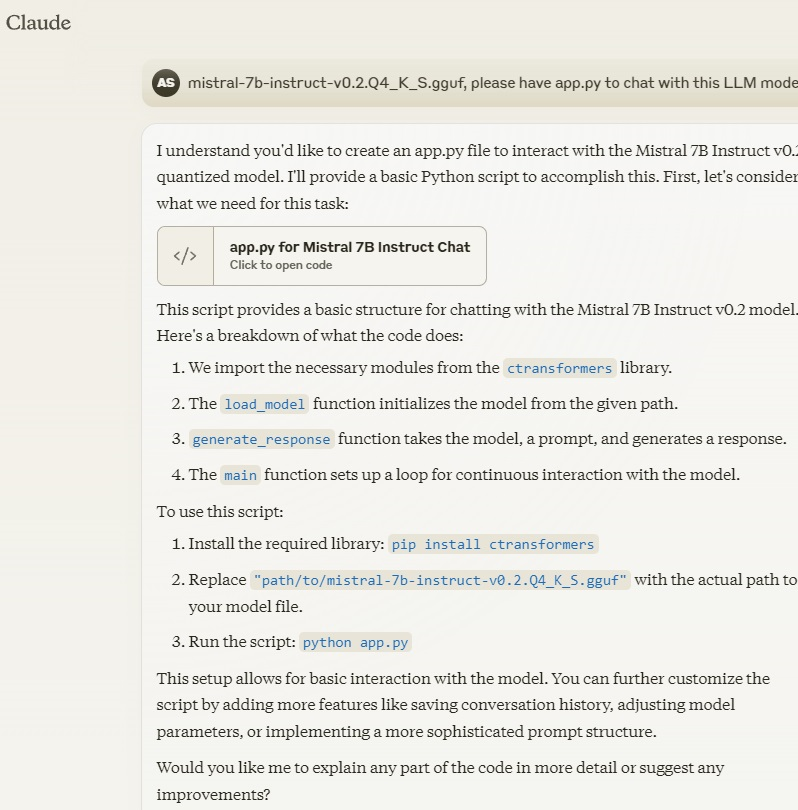 Claude
AS mistral-7b-instruct-v0.2.Q4_K_S.gguf, please have app.py to chat with this LLM mode
I understand you'd like to create an app.py file to interact with the Mistral 7B Instruct v0.2
quantized model. I'll provide a basic Python script to accomplish this. First, let's consider
what we need for this task:
</> app.py for Mistral 7B Instruct Chat
Click to open code
This script provides a basic structure for chatting with the Mistral 7B Instruct v0.2 model.
Here's a breakdown of what the code does:
1. We import the necessary modules from the ctransformers library.
2. The load_model function initializes the model from the given path.
3. generate_response function takes the model, a prompt, and generates a response.
4. The main function sets up a loop for continuous interaction with the model.
To use this script:
1. Install the required library: pip install ctransformers
2. Replace "path/to/mistral-7b-instruct-v0.2.Q4_K_S.gguf" with the actual path to
your model file.
3. Run the script: python app.py
This setup allows for basic interaction with the model. You can further customize the
script by adding more features like saving conversation history, adjusting model
parameters, or implementing a more sophisticated prompt structure.
Would you like me to explain any part of the code in more detail or suggest any
improvements?